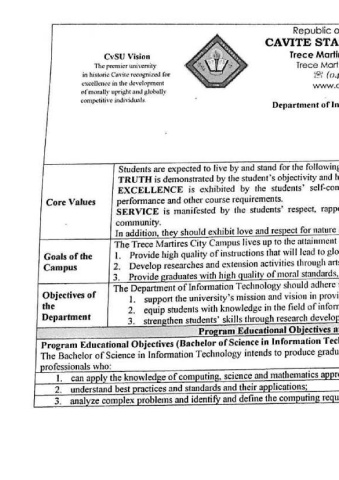 Republic o
CAVITE STA
CvSU Vision
Trece Marti
The premier university
Trece Mart
in historic Cavite recognized for
excellence in the development
www.c
of morally upright and globally
competitive individuals
Department of In
Students are expected to live by and stand for the following
TRUTH is demonstrated by the student's objectivity and h
EXCELLENCE is exhibited by the students' self-con
Core Values
performance and other course requirements.
SERVICE is manifested by the students' respect, rapp
community.
In addition, they should exhibit love and respect for nature
Goals of the Campus
The Trece Martires City Campus lives up to the attainment
1. Provide high quality of instructions that will lead to glo
2. Develop researches and extension activities through art
3. Provide graduates with high quality of moral standards,
Objectives of the Department
The Department of Information Technology should adhere
1. support the university's mission and vision in provi
2. equip students with knowledge in the field of inform
3. strengthen students' skills through research develop
Program Educational Objectives a
Program Educational Objectives (Bachelor of Science in Information Tec
The Bachelor of Science in Information Technology intends to produce gradu
professionals who:
1. can apply the knowledge of computing, science and mathematics appro
2. understand best practices and standards and their applications;
3. analyze complex problems and identify and define the computing requ